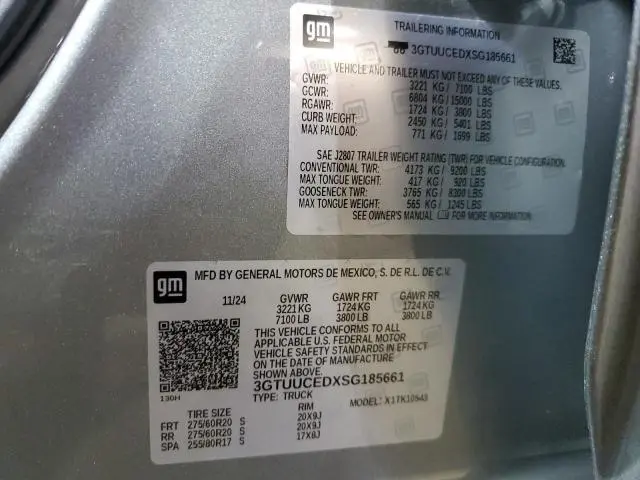 gm
TRAILERING INFORMATION
3GTUUCEDXSG185661
VEHICLE AND TRAILER MUST NOT EXCEED ANY OF THESE VALUES.
GVWR: 3221 KG / 7100 LBS
GCWR: 6804 KG / 15000 LBS
RGAWR: 1724 KG / 3800 LBS
CURB WEIGHT: 2450 KG / 5401 LBS
MAX PAYLOAD: 771 KG / 1699 LBS
SAE J2807 TRAILER WEIGHT RATING (TWR) FOR VEHICLE CONFIGURATION.
CONVENTIONAL TWR: 4173 KG / 9200 LBS
MAX TONGUE WEIGHT: 417 KG / 920 LBS
GOOSENECK TWR: 3765 KG / 8300 LBS
MAX TONGUE WEIGHT: 565 KG / 1245 LBS
SEE OWNER'S MANUAL FOR MORE INFORMATION
gm
MFD BY GENERAL MOTORS DE MEXICO, S. DE R.L. DE C.V.
11/24 GVWR GAWR FRT GAWR RR
3221 KG 1724 KG 1724 KG
7100 LB 3800 LB 3800 LB
THIS VEHICLE CONFORMS TO ALL
APPLICABLE U.S. FEDERAL MOTOR
VEHICLE SAFETY STANDARDS IN EFFECT
ON THE DATE OF MANUFACTURE
SHOWN ABOVE.
3GTUUCEDXSG185661
130H
TYPE: TRUCK MODEL: X1TK10543
TIRE SIZE RIM
FRT 275/60R20 S 20X9J
RR 275/60R20 S 20X9J
SPA 255/80R17 S 17X8J